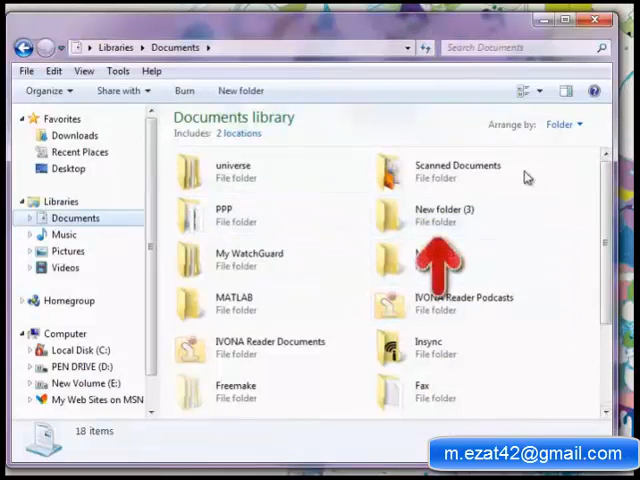 Libraries ▸ Documents ▸
Search Documents
File Edit View Tools Help
Organize Share with Burn New folder
Favorites
Downloads
Recent Places
Desktop
Libraries
Documents
Music
Pictures
Videos
Homegroup
Computer
Local Disk (C:)
PEN DRIVE (D:)
New Volume (E:)
My Web Sites on MSN
Documents library
Includes: 2 locations
Arrange by: Folder
universe
File folder
Scanned Documents
File folder
PPP
File folder
New folder (3)
File folder
My WatchGuard
File folder
File folder
MATLAB
File folder
IVONA Reader Podcasts
File folder
IVONA Reader Documents
File folder
Insync
File folder
Freemake
File folder
Fax
File folder
18 items
m.ezat42@gmail.com